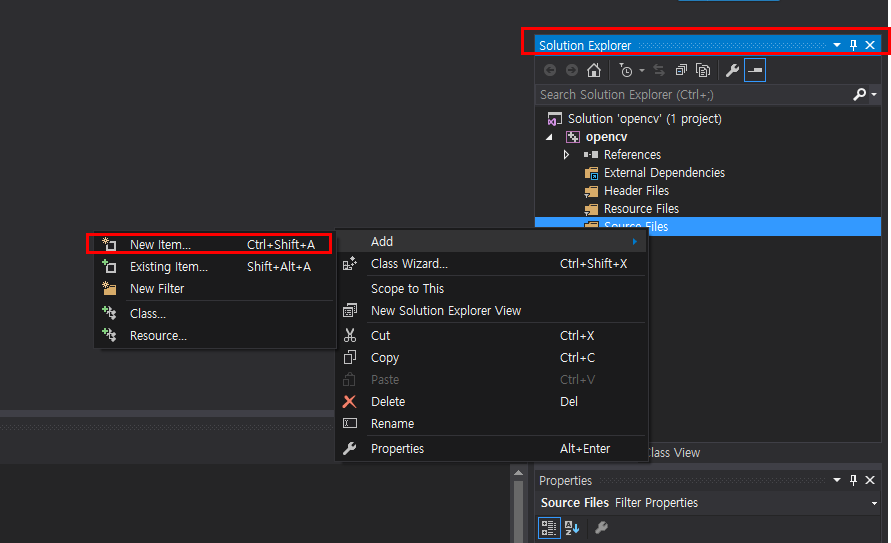 Solution Explorer
Search Solution Explorer (Ctrl+;)
Solution 'opencv' (1 project)
opencv
References
External Dependencies
Header Files
Resource Files
Source Files
New Item... Ctrl+Shift+A
Existing Item... Shift+Alt+A
New Filter
Class...
Resource...
Add
Class Wizard... Ctrl+Shift+X
Scope to This
New Solution Explorer View
Cut Ctrl+X
Copy Ctrl+C
Paste Ctrl+V
Delete Del
Rename
Properties Alt+Enter
Class View
Properties
Source Files Filter Properties